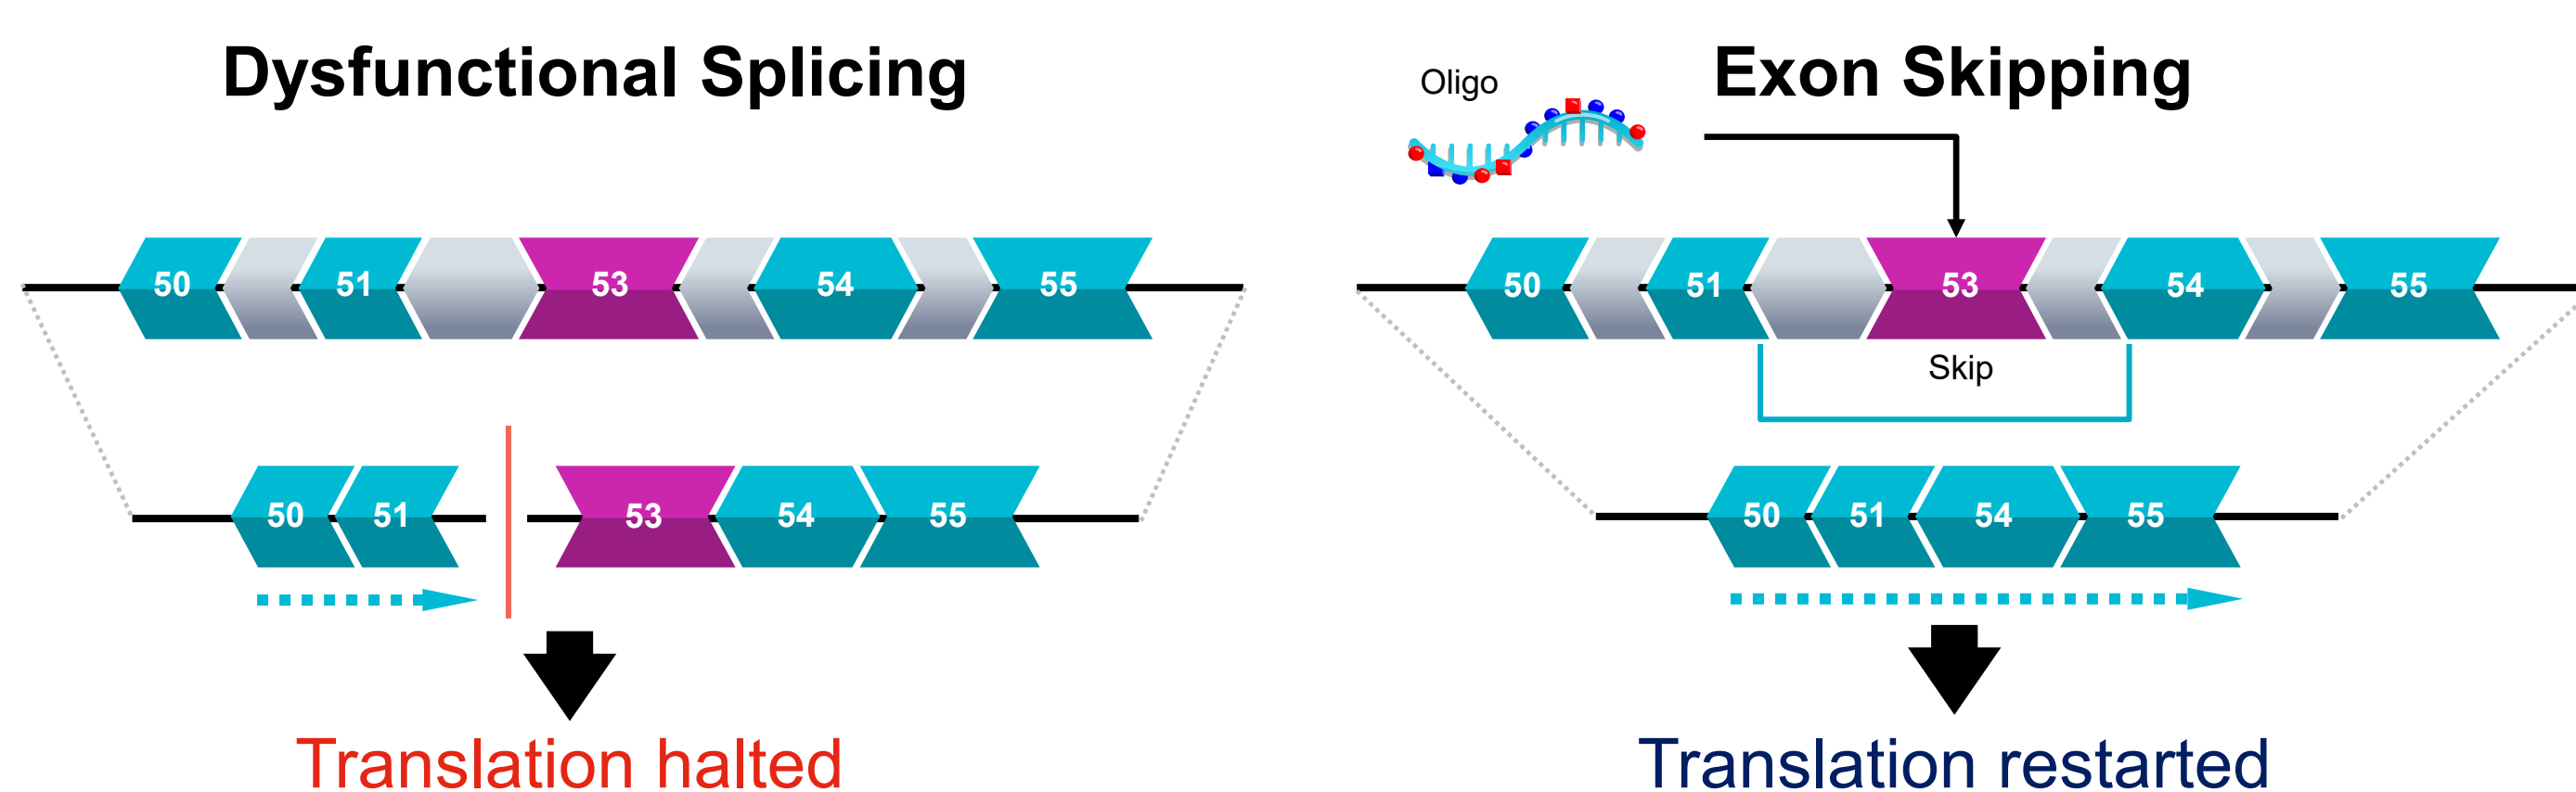 Dysfunctional Splicing
50 51 53 54 55
50 51 53 54 55
Translation halted
Exon Skipping
Oligo
50 51 53 54 55
Skip
50 51 54 55
Translation restarted